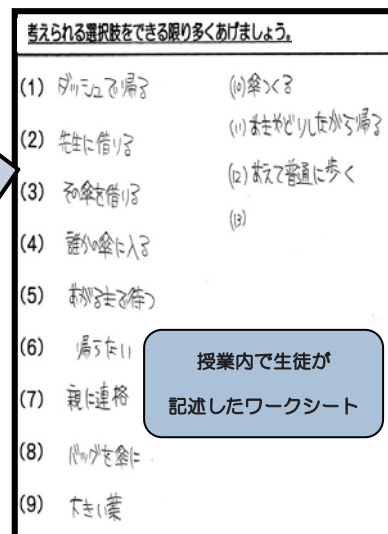 考えられる選択肢をできる限り多くあげましょう。
(1) ダッシュで帰る
(2) 先生に借りる
(3) その傘を借りる
(4) 誰かの傘に入る
(5) あがるまで待つ
(6) 帰らない
(7) 親に連絡
(8) バッグを傘に
(9) 大きい葉
(10) 傘つくる
(11) あまやどりしながら帰る
(12) あえて普通に歩く
(13)
授業内で生徒が
記述したワークシート